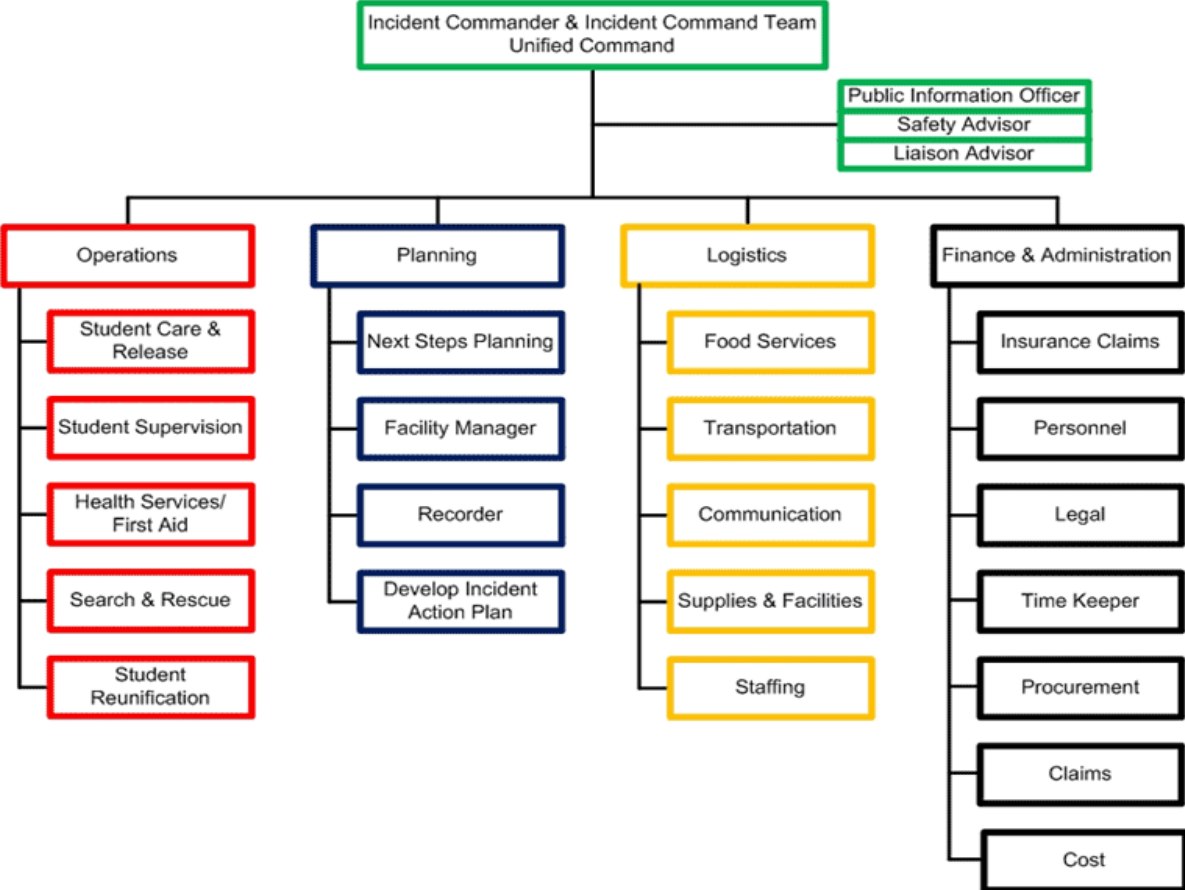 Incident Commander & Incident Command Team
Unified Command
Public Information Officer
Safety Advisor
Liaison Advisor
Operations
Planning
Logistics
Finance & Administration
Student Care &
Release
Student Supervision
Health Services/
First Aid
Search & Rescue
Student
Reunification
Next Steps Planning
Facility Manager
Recorder
Develop Incident
Action Plan
Food Services
Transportation
Communication
Supplies & Facilities
Staffing
Insurance Claims
Personnel
Legal
Time Keeper
Procurement
Claims
Cost